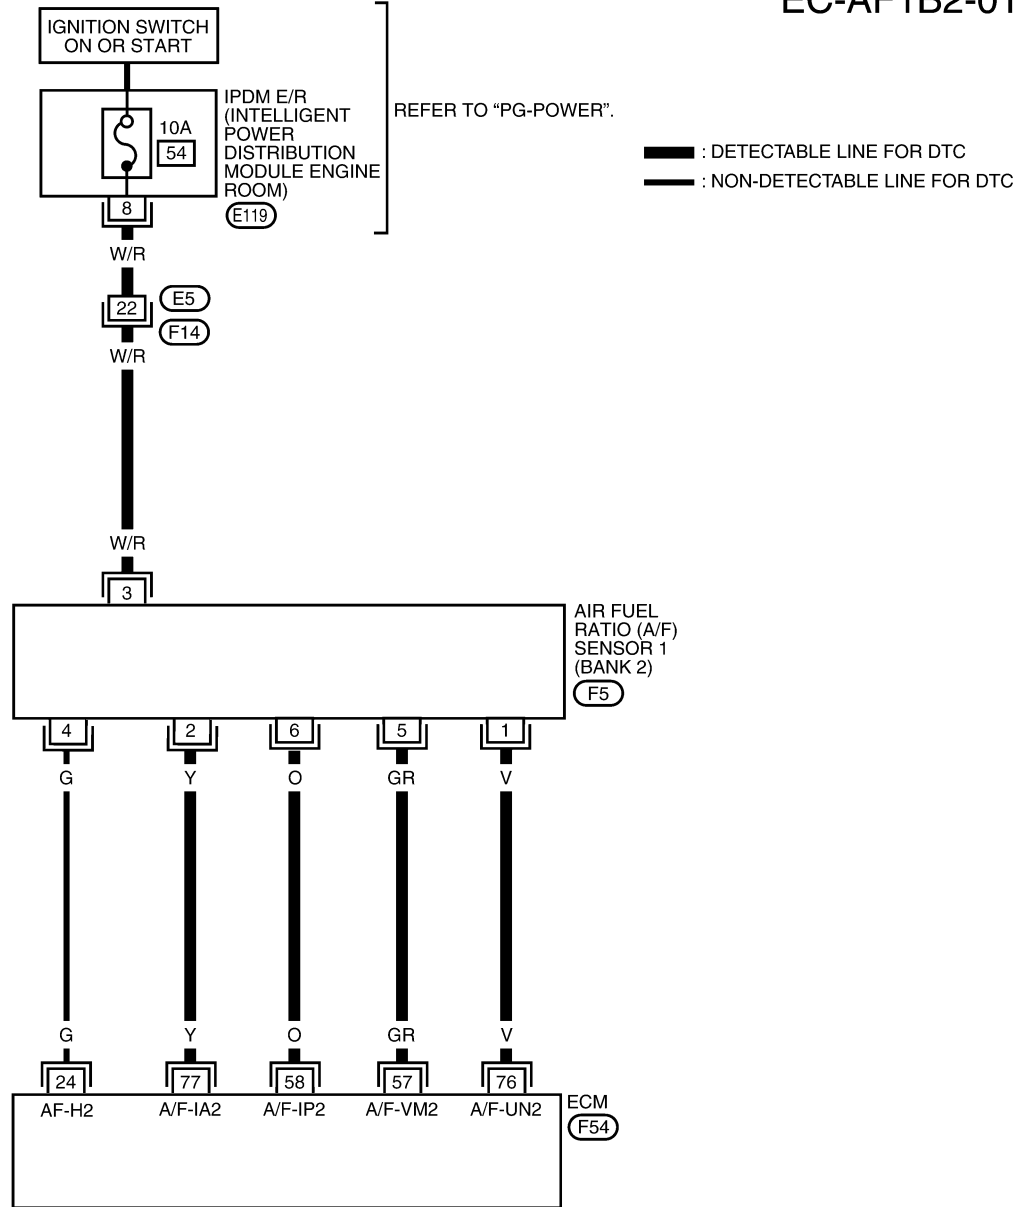 EC-AF1B2-01
IGNITION SWITCH
ON OR START
IPDM E/R
(INTELLIGENT
POWER
DISTRIBUTION
MODULE ENGINE
ROOM)
E119
10A
54
REFER TO “PG-POWER”.
: DETECTABLE LINE FOR DTC
: NON-DETECTABLE LINE FOR DTC
8
W/R
22
E5
F14
W/R
W/R
3
AIR FUEL
RATIO (A/F)
SENSOR 1
(BANK 2)
F5
4 2 6 5 1
G Y O GR V
G Y O GR V
24 77 58 57 76
AF-H2 A/F-IA2 A/F-IP2 A/F-VM2 A/F-UN2
ECM
F54